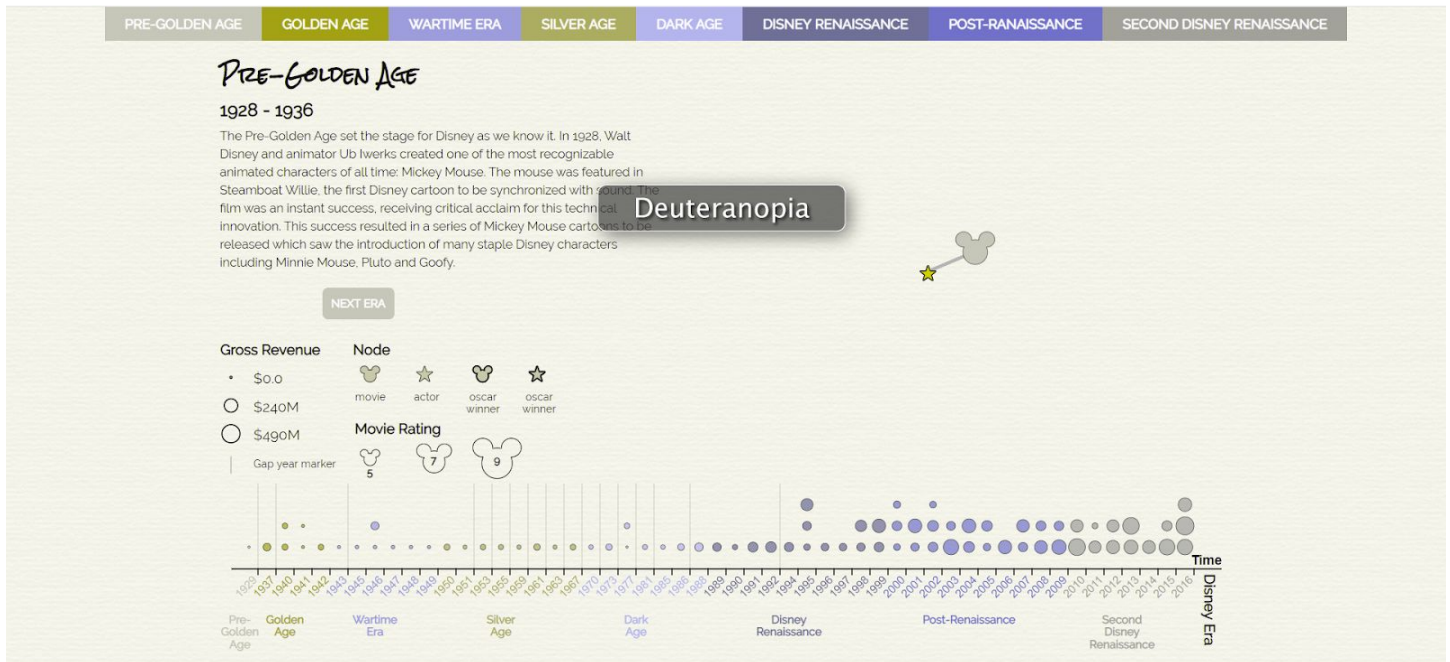 PRE-GOLDEN AGE GOLDEN AGE WARTIME ERA SILVER AGE DARK AGE DISNEY RENAISSANCE POST-RANAISSANCE SECOND DISNEY RENAISSANCE
Pre-Golden Age
1928 - 1936
The Pre-Golden Age set the stage for Disney as we know it. In 1928, Walt
Disney and animator Ub Iwerks created one of the most recognizable
animated characters of all time: Mickey Mouse. The mouse was featured in
Steamboat Willie, the first Disney cartoon to be synchronized with sound. The
film was an instant success, receiving critical acclaim for this technical
innovation. This success resulted in a series of Mickey Mouse cartoons to be
released which saw the introduction of many staple Disney characters
including Minnie Mouse, Pluto and Goofy.
Deuteranopia
NEXT ERA
Gross Revenue
$0.0
$240M
$490M
Gap year marker
Node
movie
actor
oscar
winner
oscar
winner
Movie Rating
5
7
9
Time
1929 1937 1940 1941 1942 1943 1945 1946 1947 1948 1949 1950 1951 1953 1955 1959 1961 1963 1967 1970 1973 1977 1981 1985 1986 1988 1989 1990 1991 1992 1994 1995 1996 1997 1998 1999 2000 2001 2002 2003 2004 2005 2006 2007 2008 2009 2010 2011 2012 2013 2014 2015 2016
Pre-
Golden
Age
Golden
Age
Wartime
Era
Silver
Age
Dark
Age
Disney
Renaissance
Post-Renaissance
Second
Disney
Renaissance
Disney Era